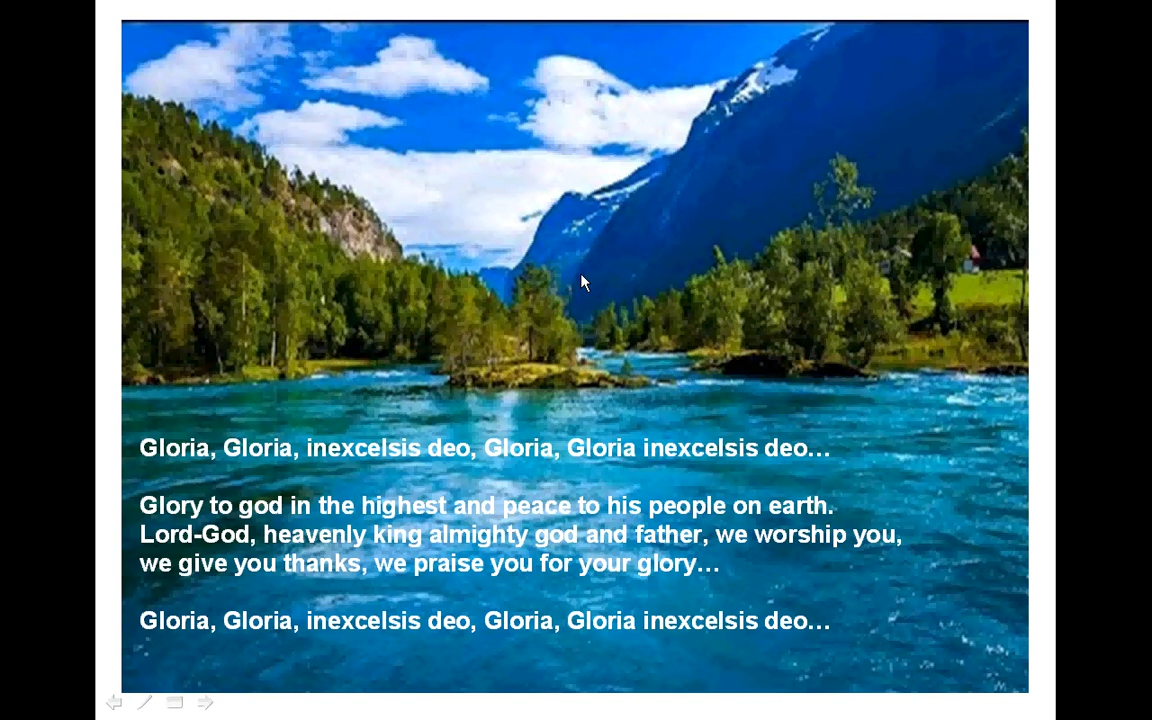 Gloria, Gloria, inexcelsis deo, Gloria, Gloria inexcelsis deo…
Glory to god in the highest and peace to his people on earth.
Lord-God, heavenly king almighty god and father, we worship you,
we give you thanks, we praise you for your glory…
Gloria, Gloria, inexcelsis deo, Gloria, Gloria inexcelsis deo…